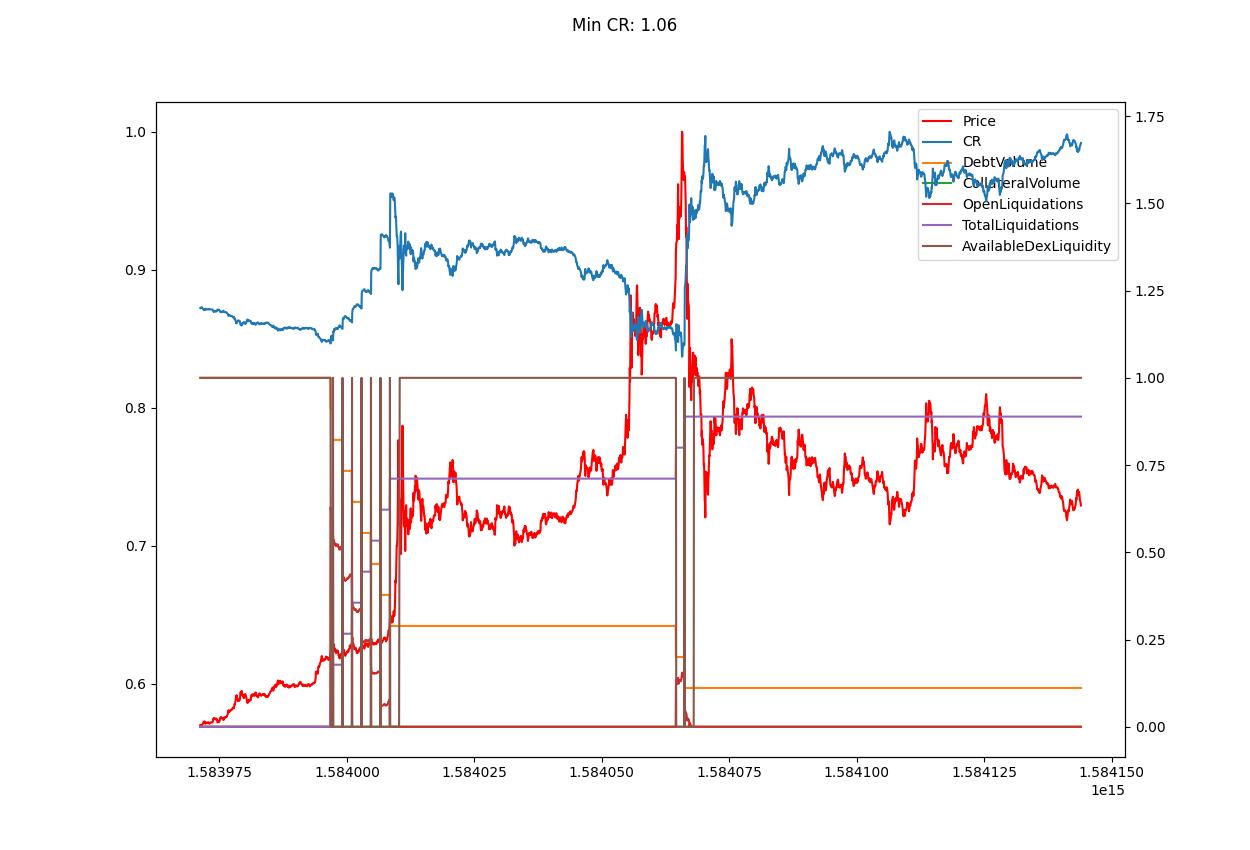 Min CR: 1.06
1.0
0.9
0.8
0.7
0.6
1.75
1.50
1.25
1.00
0.75
0.50
0.25
0.00
Price
CR
DebtVolume
CollateralVolume
OpenLiquidations
TotalLiquidations
AvailableDexLiquidity
1.583975 1.584000 1.584025 1.584050 1.584075 1.584100 1.584125 1.584150
1e15